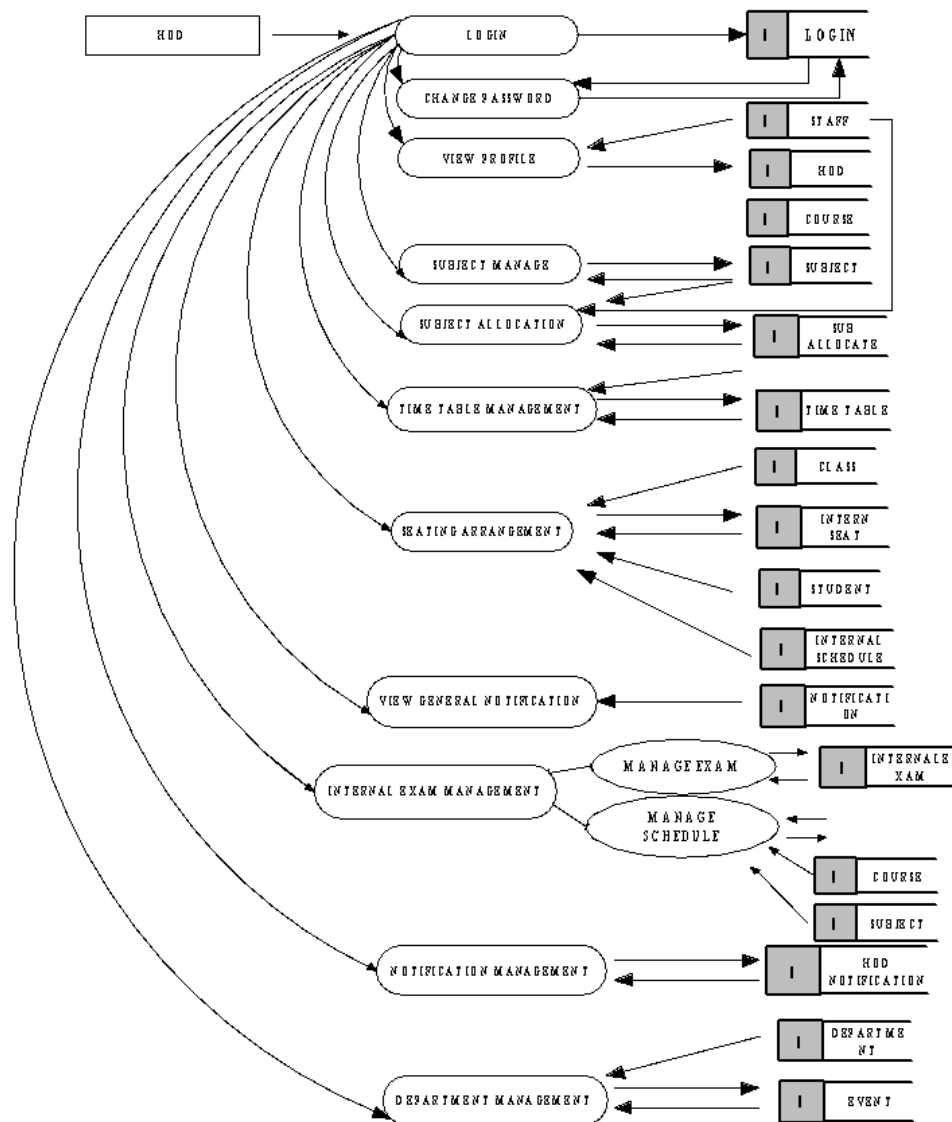 HOD
LOGIN
I
LOGIN
CHANGE PASSWORD
I
STAFF
VIEW PROFILE
I
HOD
I
COURSE
SUBJECT MANAGE
I
SUBJECT
SUBJECT ALLOCATION
I
SUB
ALLOCATE
TIME TABLE MANAGEMENT
I
TIME TABLE
I
CLASS
SEATING ARRANGEMENT
I
INTERN
SEAT
I
STUDENT
I
INTERNAL
SCHEDULE
VIEW GENERAL NOTIFICATION
I
NOTIFICATI
ON
INTERNAL EXAM MANAGEMENT
MANAGE EXAM
I
INTERNALE
XAM
MANAGE
SCHEDULE
I
COURSE
I
SUBJECT
NOTIFICATION MANAGEMENT
I
HOD
NOTIFICATION
I
DEPARTME
NT
DEPARTMENT MANAGEMENT
I
EVENT